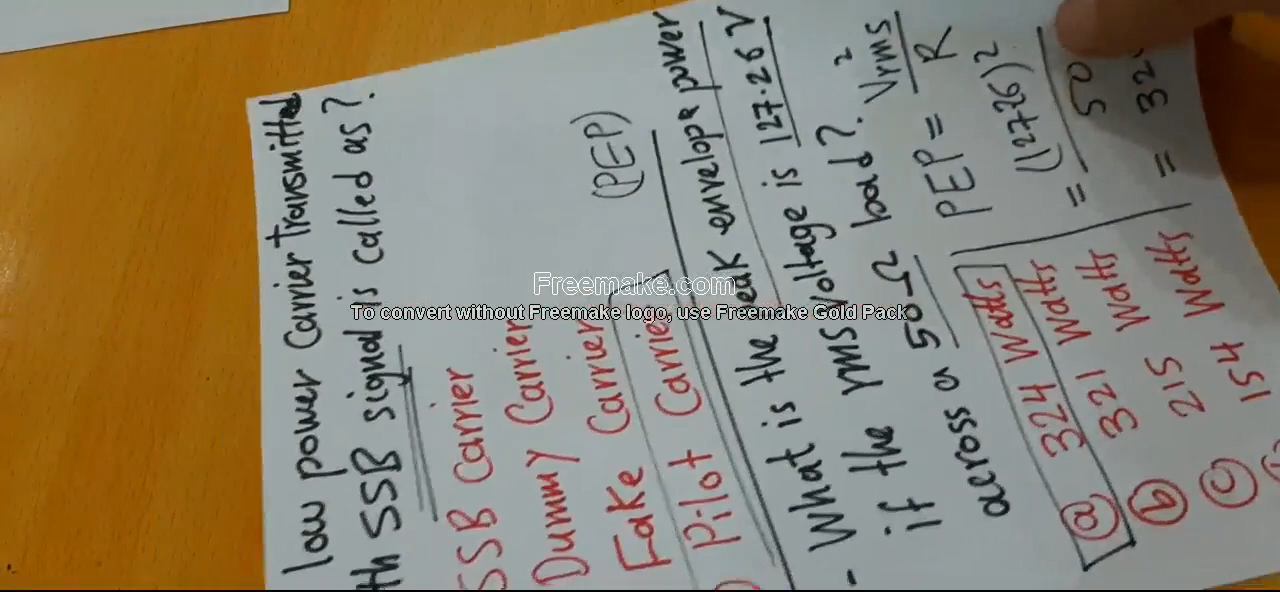 low power Carrier transmitted
th SSB signal is called as?
SSB Carrier
Dummy Carrier
Fake Carrier
Pilot Carrier
(PEP)
- What is the peak envelope power
if the rms voltage is 127.26 V
accross a 50Ω load?
PEP = Vrms²
R
= (127.26)²
50
= 32
(a) 324 Watts
(b) 321 Watts
(c) 215 Watts
154 Watts
Freemake.com
To convert without Freemake logo, use Freemake Gold Pack